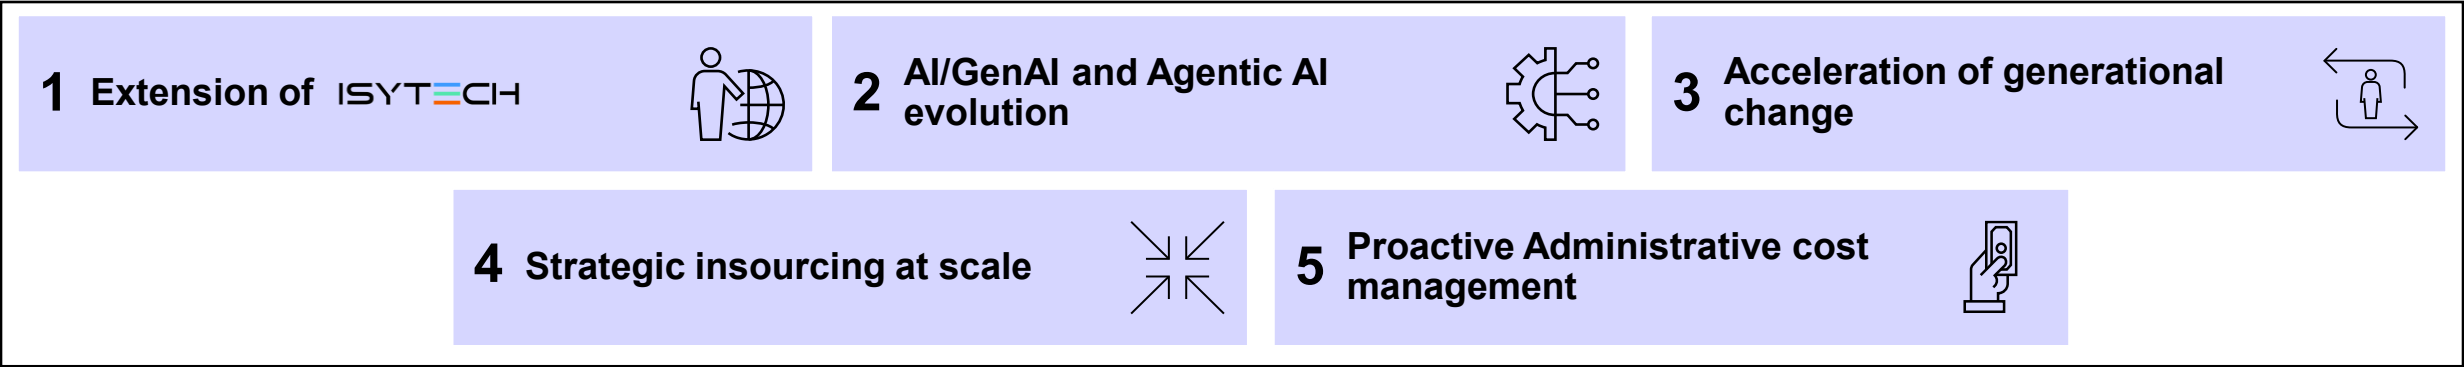 1 Extension of ISYTECH
2 AI/GenAI and Agentic AI
evolution
3 Acceleration of generational
change
4 Strategic insourcing at scale
5 Proactive Administrative cost
management